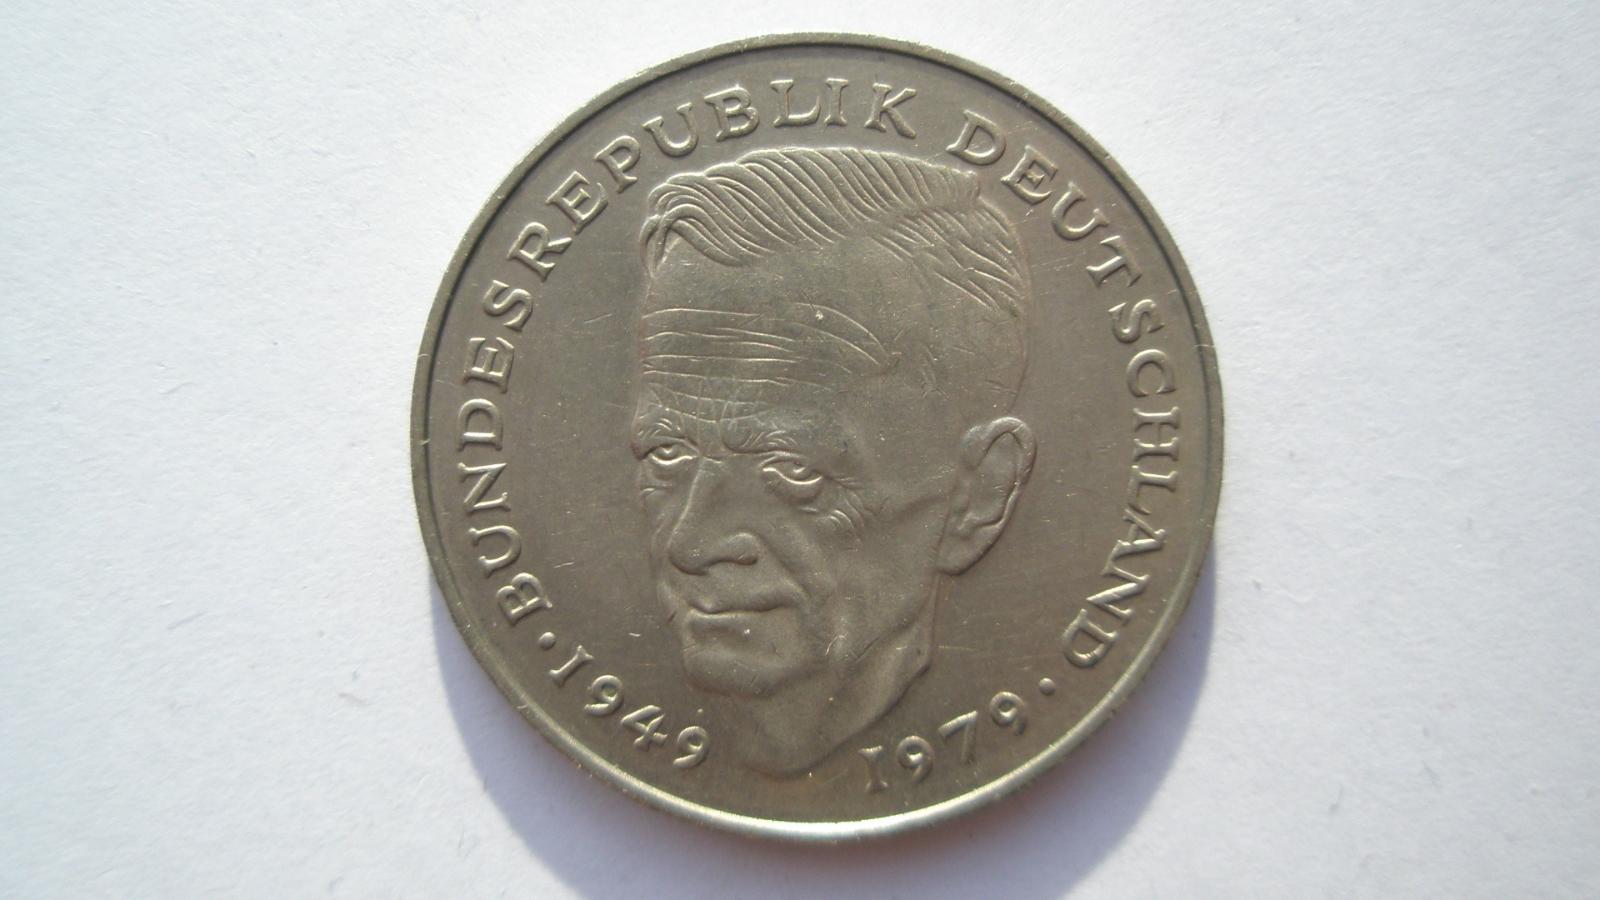 BUNDESREPUBLIK DEUTSCHLAND
· 1949 1979 ·